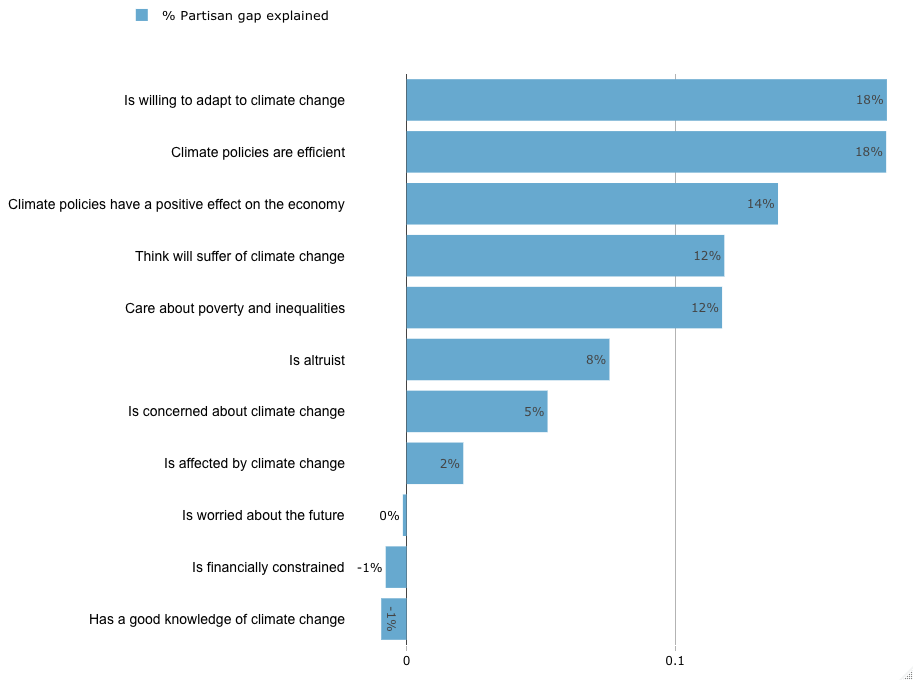 % Partisan gap explained
Is willing to adapt to climate change 18%
Climate policies are efficient 18%
Climate policies have a positive effect on the economy 14%
Think will suffer of climate change 12%
Care about poverty and inequalities 12%
Is altruist 8%
Is concerned about climate change 5%
Is affected by climate change 2%
Is worried about the future 0%
Is financially constrained -1%
Has a good knowledge of climate change -1%
0 0.1